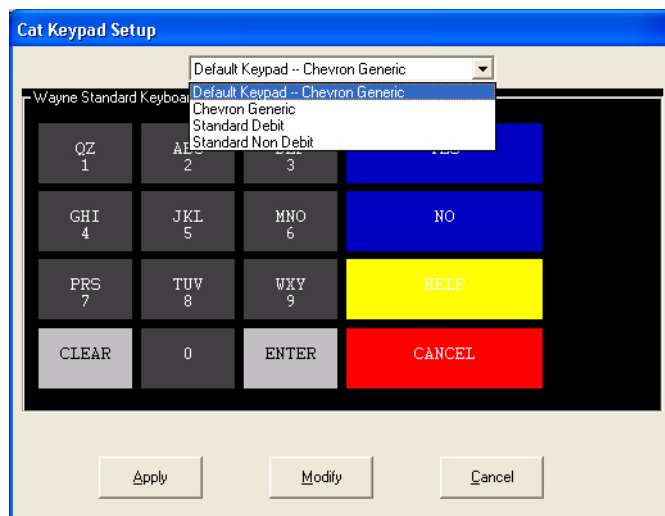 Cat Keypad Setup
Default Keypad -- Chevron Generic
Default Keypad -- Chevron Generic
Chevron Generic
Standard Debit
Standard Non Debit
Wayne Standard
QZ
1
2
3
GHI
4
JKL
5
MNO
6
NO
PRS
7
TUV
8
WXY
9
HELP
CLEAR
0
ENTER
CANCEL
Apply
Modify
Cancel